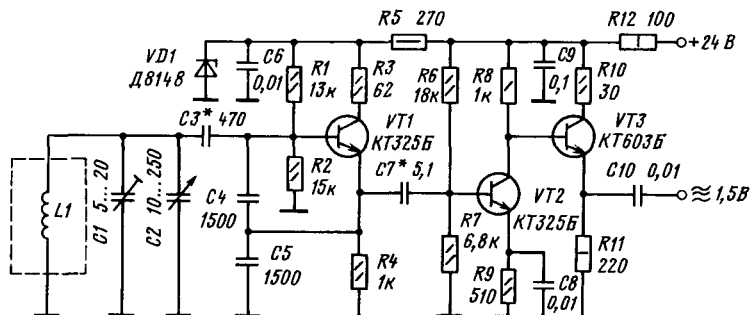 R5 270
R12 100
+24 В
VD1
Д814В
C6
0,01
R1
13к
R3
62
R6
18к
R8
1к
C9
0,1
R10
30
C3* 470
VT1
КТ325Б
VT3
КТ603Б
L1
C1 5...20
C2 10...250
C4
1500
R2
15к
C7* 5,1
VT2
КТ325Б
C10 0,01
≈ 1,5В
C5
1500
R4
1к
R7
6,8к
R9
510
C8
0,01
R11
220